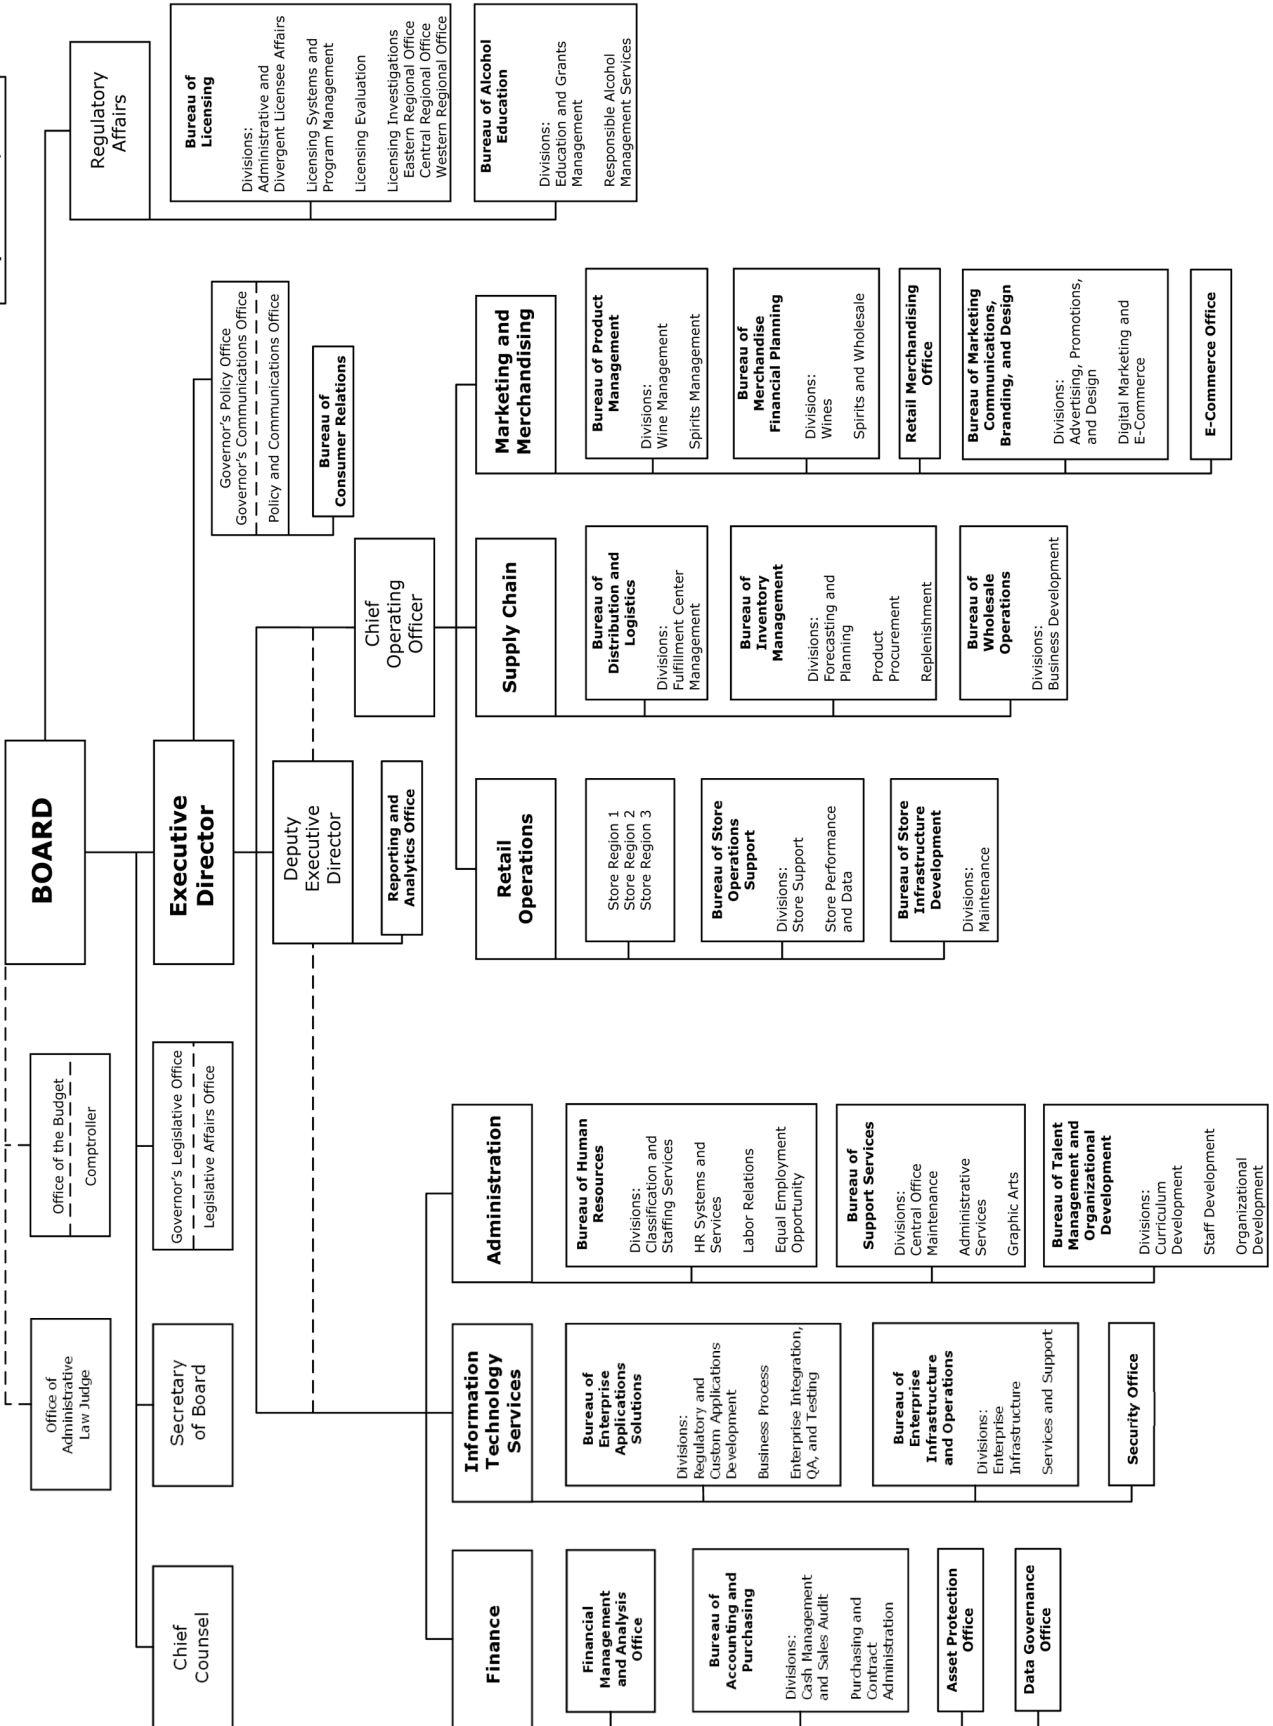 BOARD
Office of
Administrative
Law Judge
Office of the Budget
Comptroller
Regulatory
Affairs
Chief
Counsel
Secretary
of Board
Governor's Legislative Office
Legislative Affairs Office
Executive
Director
Governor's Policy Office
Governor's Communications Office
Policy and Communications Office
Bureau of
Consumer Relations
Bureau of
Licensing
Divisions:
Administrative and
Divergent Licensee Affairs
Licensing Systems and
Program Management
Licensing Evaluation
Licensing Investigations
Eastern Regional Office
Central Regional Office
Western Regional Office
Bureau of Alcohol
Education
Divisions:
Education and Grants
Management
Responsible Alcohol
Management Services
Deputy
Executive
Director
Reporting and
Analytics Office
Chief
Operating
Officer
Finance
Financial
Management
and Analysis
Office
Bureau of
Accounting and
Purchasing
Divisions:
Cash Management
and Sales Audit
Purchasing and
Contract
Administration
Asset Protection
Office
Data Governance
Office
Information
Technology
Services
Bureau of
Enterprise
Applications
Solutions
Divisions:
Regulatory and
Custom Applications
Development
Business Process
Enterprise Integration,
QA, and Testing
Bureau of
Enterprise
Infrastructure
and Operations
Divisions:
Enterprise
Infrastructure
Services and Support
Security Office
Administration
Bureau of Human
Resources
Divisions:
Classification and
Staffing Services
HR Systems and
Services
Labor Relations
Equal Employment
Opportunity
Bureau of
Support Services
Divisions:
Central Office
Maintenance
Administrative
Services
Graphic Arts
Bureau of Talent
Management and
Organizational
Development
Divisions:
Curriculum
Development
Staff Development
Organizational
Development
Retail
Operations
Store Region 1
Store Region 2
Store Region 3
Bureau of Store
Operations
Support
Divisions:
Store Support
Store Performance
and Data
Bureau of Store
Infrastructure
Development
Divisions:
Maintenance
Supply Chain
Bureau of
Distribution and
Logistics
Divisions:
Fulfillment Center
Management
Bureau of
Inventory
Management
Divisions:
Forecasting and
Planning
Product
Procurement
Replenishment
Bureau of
Wholesale
Operations
Divisions:
Business Development
Marketing and
Merchandising
Bureau of Product
Management
Divisions:
Wine Management
Spirits Management
Bureau of
Merchandise
Financial Planning
Divisions:
Wines
Spirits and Wholesale
Retail Merchandising
Office
Bureau of Marketing
Communications,
Branding, and Design
Divisions:
Advertising, Promotions,
and Design
Digital Marketing and
E-Commerce
E-Commerce Office